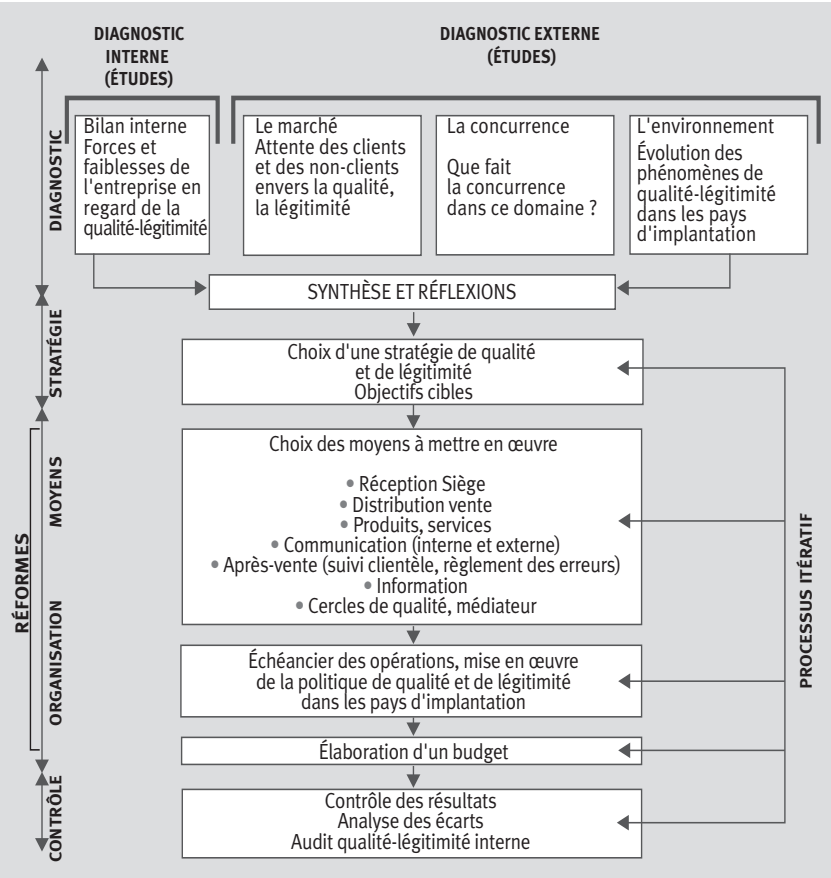 DIAGNOSTIC
INTERNE
(ÉTUDES)
DIAGNOSTIC EXTERNE
(ÉTUDES)
DIAGNOSTIC
Bilan interne
Forces et
faiblesses de
l'entreprise en
regard de la
qualité-légitimité
Le marché
Attente des clients
et des non-clients
envers la qualité,
la légitimité
La concurrence
Que fait
la concurrence
dans ce domaine ?
L'environnement
Évolution des
phénomènes de
qualité-légitimité
dans les pays
d'implantation
SYNTHÈSE ET RÉFLEXIONS
STRATÉGIE
Choix d'une stratégie de qualité
et de légitimité
Objectifs cibles
RÉFORMES
MOYENS
Choix des moyens à mettre en œuvre
• Réception Siège
• Distribution vente
• Produits, services
• Communication (interne et externe)
• Après-vente (suivi clientèle, règlement des erreurs)
• Information
• Cercles de qualité, médiateur
PROCESSUS ITÉRATIF
ORGANISATION
Échéancier des opérations, mise en œuvre
de la politique de qualité et de légitimité
dans les pays d'implantation
Élaboration d'un budget
CONTRÔLE
Contrôle des résultats
Analyse des écarts
Audit qualité-légitimité interne